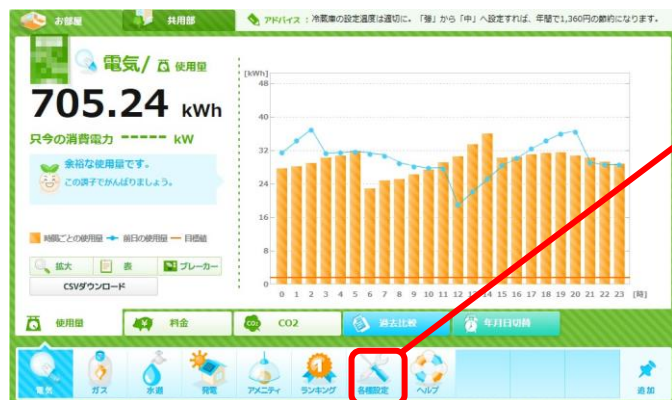 お部屋
共用部
アドバイス : 冷蔵庫の設定温度は適切に。「強」から「中」へ設定すれば、年間で1,360円の節約になります。
電気/ 使用量
705.24 kWh
只今の消費電力 ----- kW
余裕な使用量です。
この調子でがんばりましょう。
時間ごとの使用量 前日の使用量 目標値
拡大
表
ブレーカー
CSVダウンロード
[kWh]
48
40
32
24
16
8
0
0 1 2 3 4 5 6 7 8 9 10 11 12 13 14 15 16 17 18 19 20 21 22 23 [時]
使用量
料金
CO2 CO2
過去比較
年月日切替
電気
ガス
水道
発電
アメニティ
1
ランキング
各種設定
ヘルプ
追加